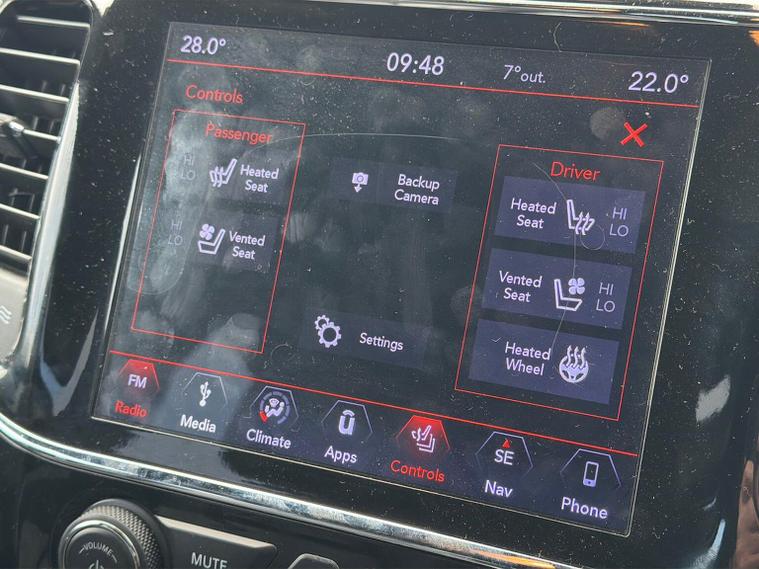 28.0°
09:48
7°out.
22.0°
Controls
Passenger
HI
LO
Heated
Seat
HI
LO
Vented
Seat
Backup
Camera
Settings
Driver
Heated
Seat
HI
LO
Vented
Seat
HI
LO
Heated
Wheel
FM
Radio
Media
Climate
Apps
Controls
SE
Nav
Phone
VOLUME
MUTE